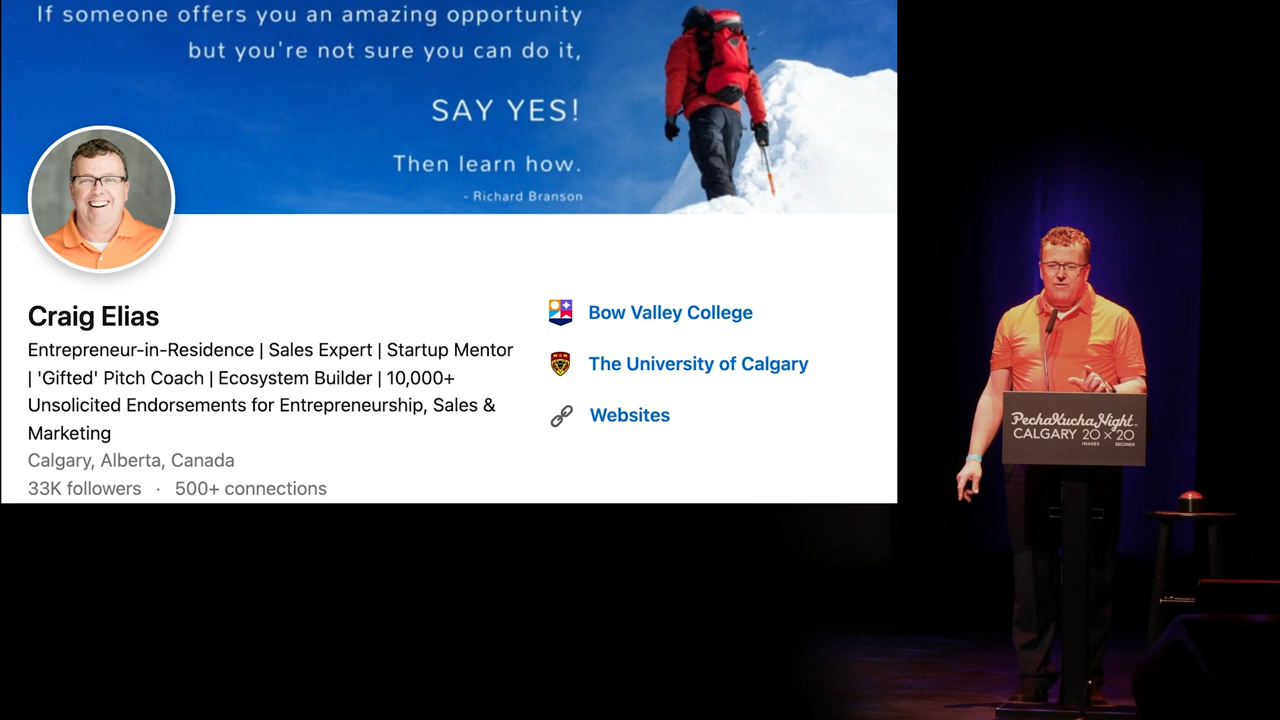 If someone offers you an amazing opportunity
but you're not sure you can do it,
SAY YES!
Then learn how.
- Richard Branson
Craig Elias
Entrepreneur-in-Residence | Sales Expert | Startup Mentor
| 'Gifted' Pitch Coach | Ecosystem Builder | 10,000+
Unsolicited Endorsements for Entrepreneurship, Sales &
Marketing
Calgary, Alberta, Canada
33K followers · 500+ connections
Bow Valley College
The University of Calgary
Websites
PechaKucha Night™
CALGARY 20 x 20
IMAGES SECONDS